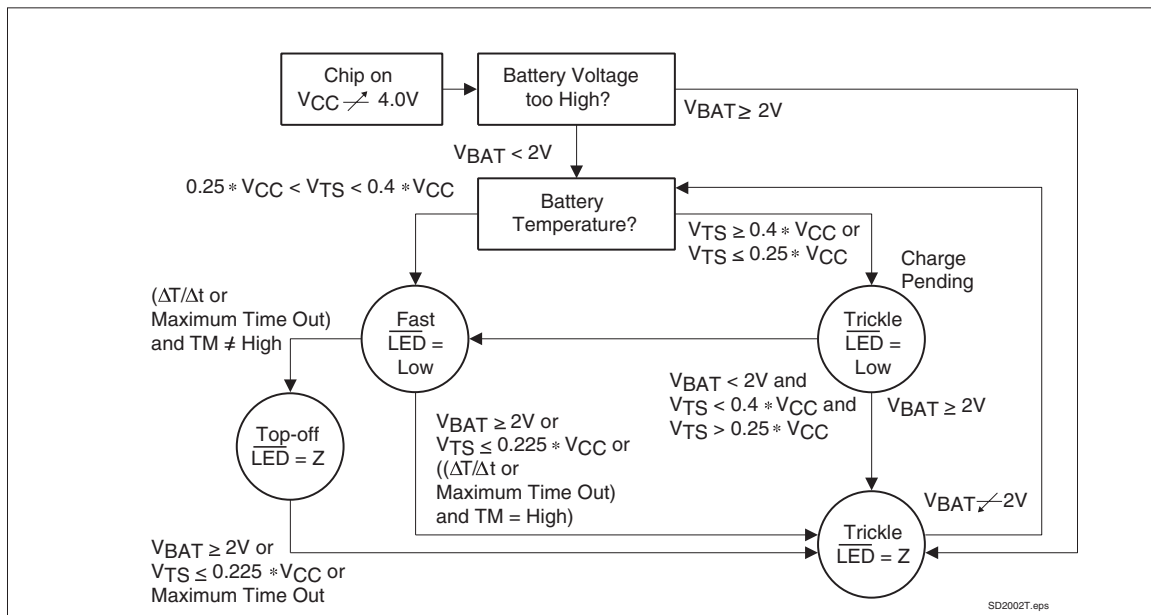 Chip on
VCC 4.0V
Battery Voltage
too High?
VBAT ≥ 2V
VBAT < 2V
0.25 * VCC < VTS < 0.4 * VCC
Battery
Temperature?
VTS ≥ 0.4 * VCC or
VTS ≤ 0.25 * VCC
Charge
Pending
(ΔT/Δt or
Maximum Time Out)
and TM ≠ High
Fast
LED =
Low
Trickle
LED =
Low
VBAT < 2V and
VTS < 0.4 * VCC and
VTS > 0.25 * VCC
VBAT ≥ 2V
Top-off
LED = Z
VBAT ≥ 2V or
VTS ≤ 0.225 * VCC or
((ΔT/Δt or
Maximum Time Out)
and TM = High)
VBAT 2V
Trickle
LED = Z
VBAT ≥ 2V or
VTS ≤ 0.225 * VCC or
Maximum Time Out
SD2002T.eps